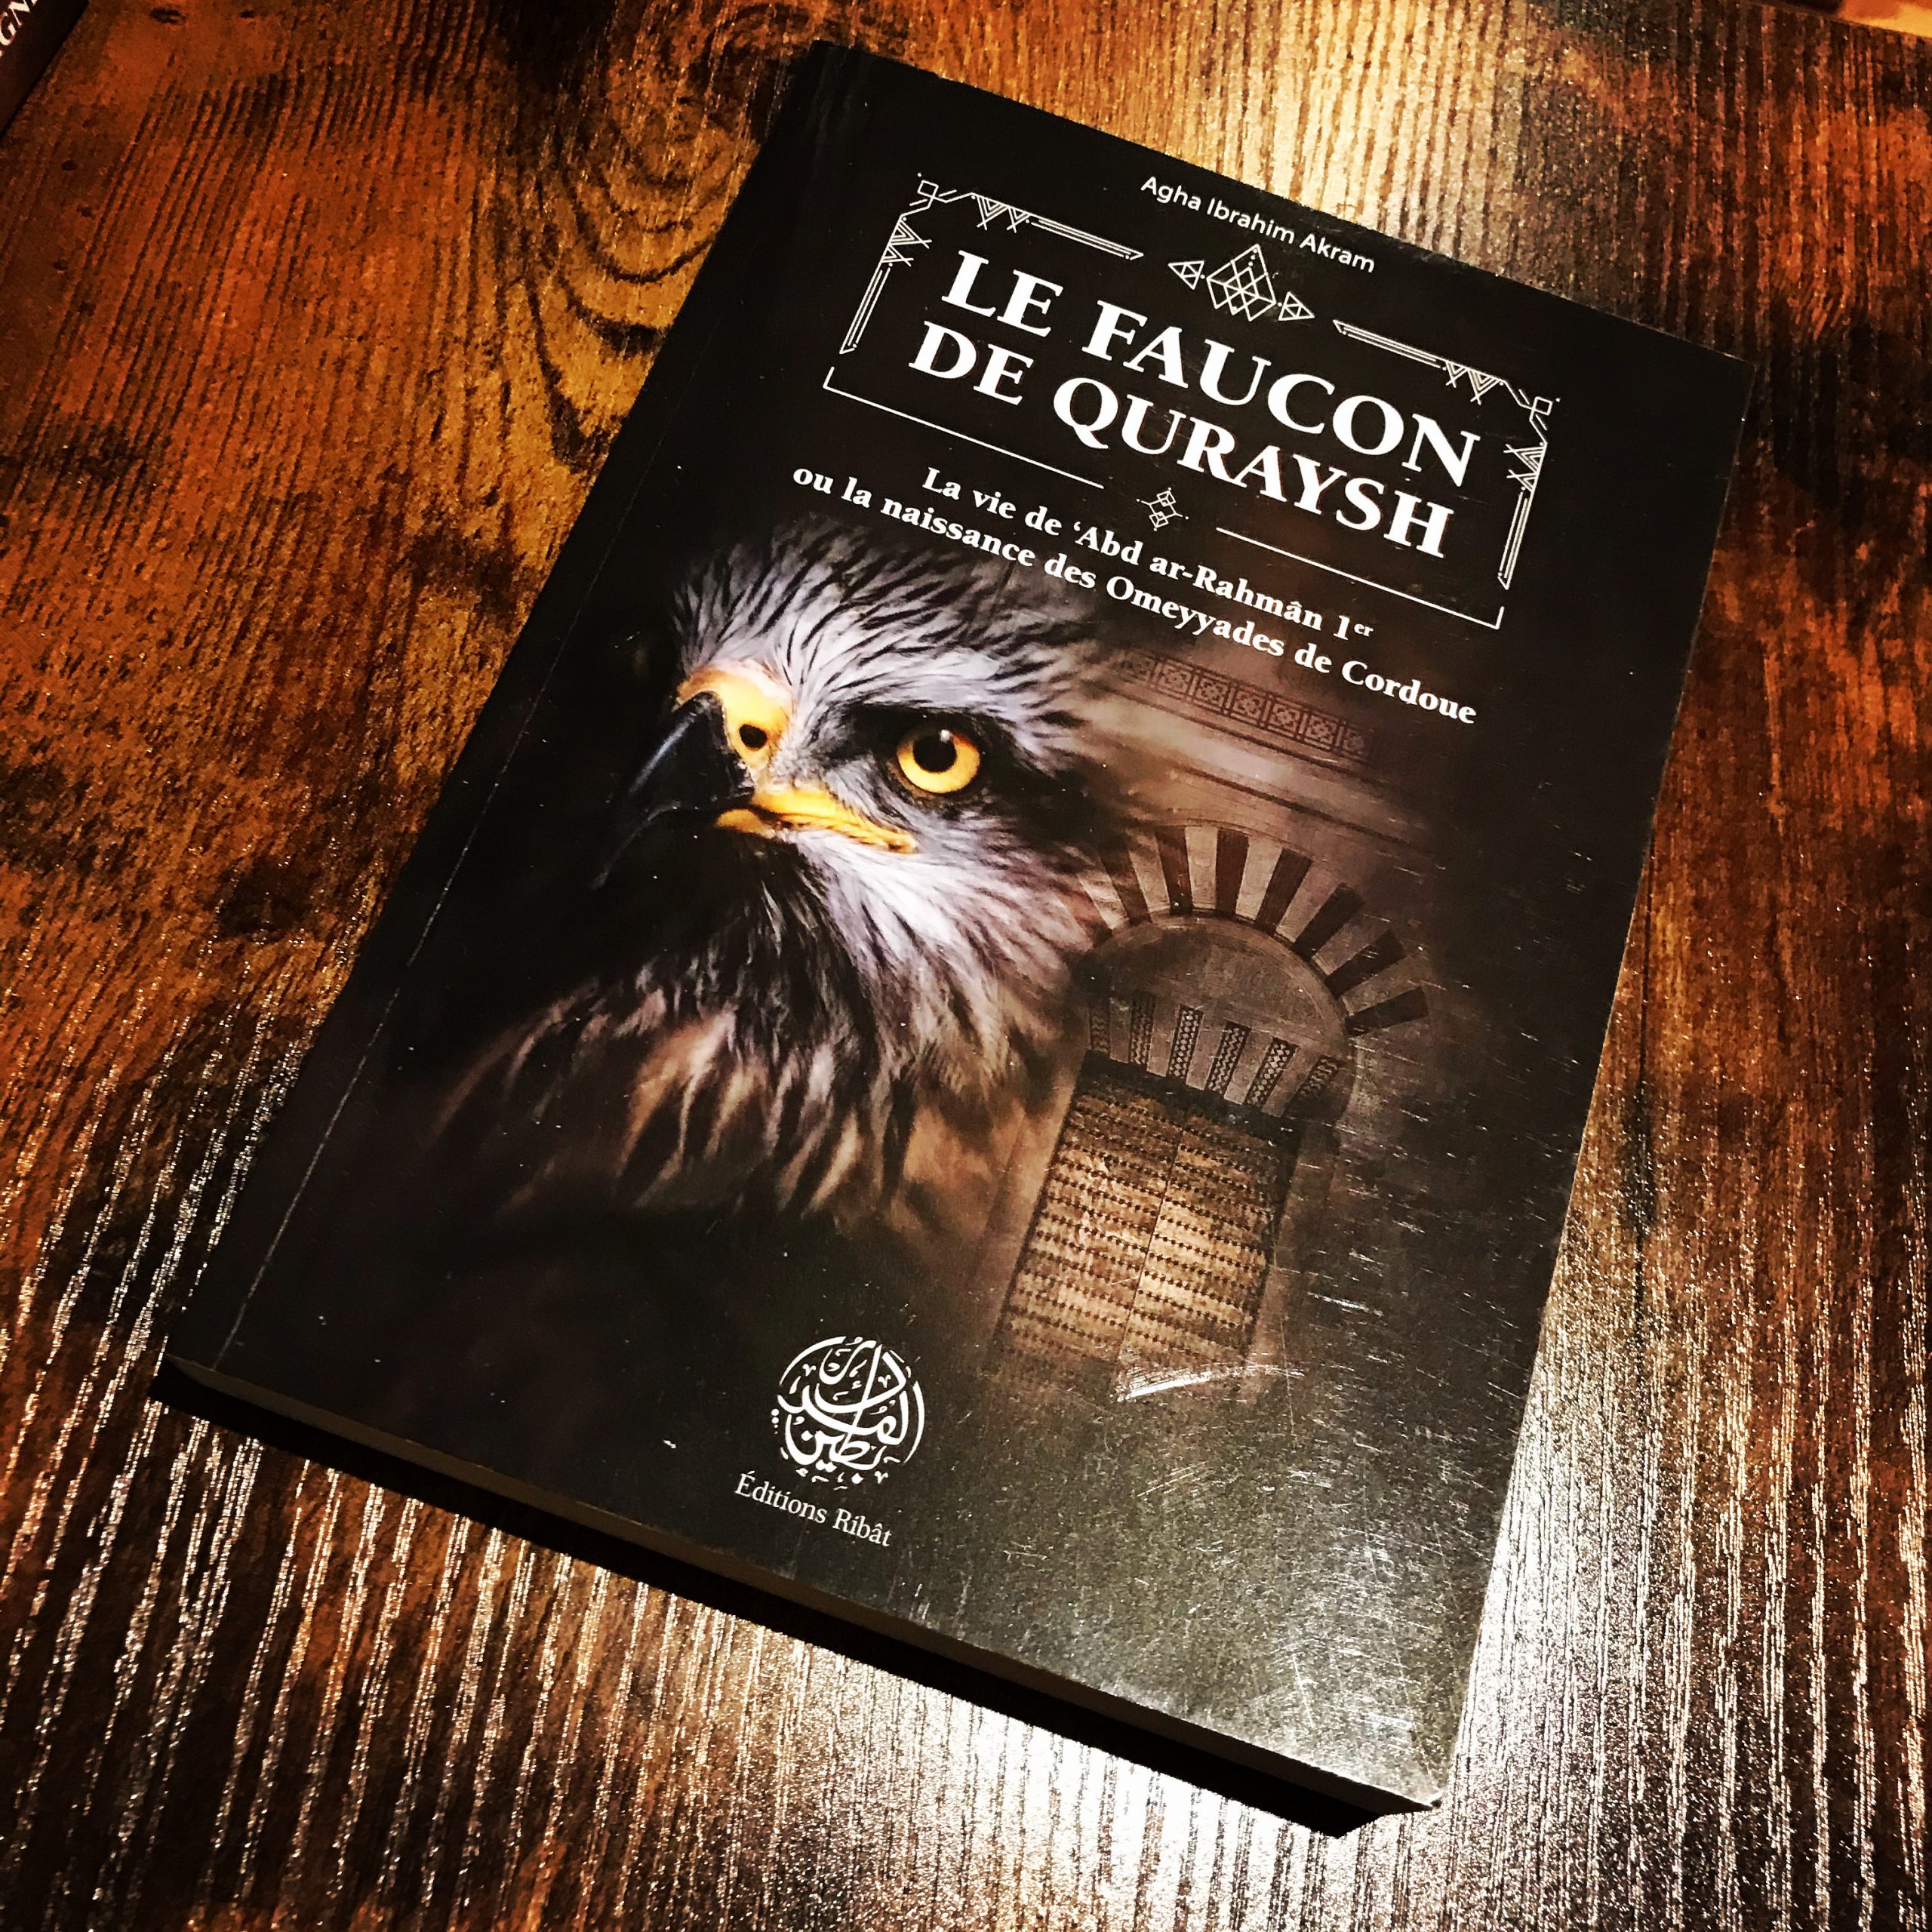 Agha Ibrahim Akram
LE FAUCON
DE QURAYSH
La vie de ‘Abd ar-Rahmân 1er
ou la naissance des Omeyyades de Cordoue
Éditions Ribât